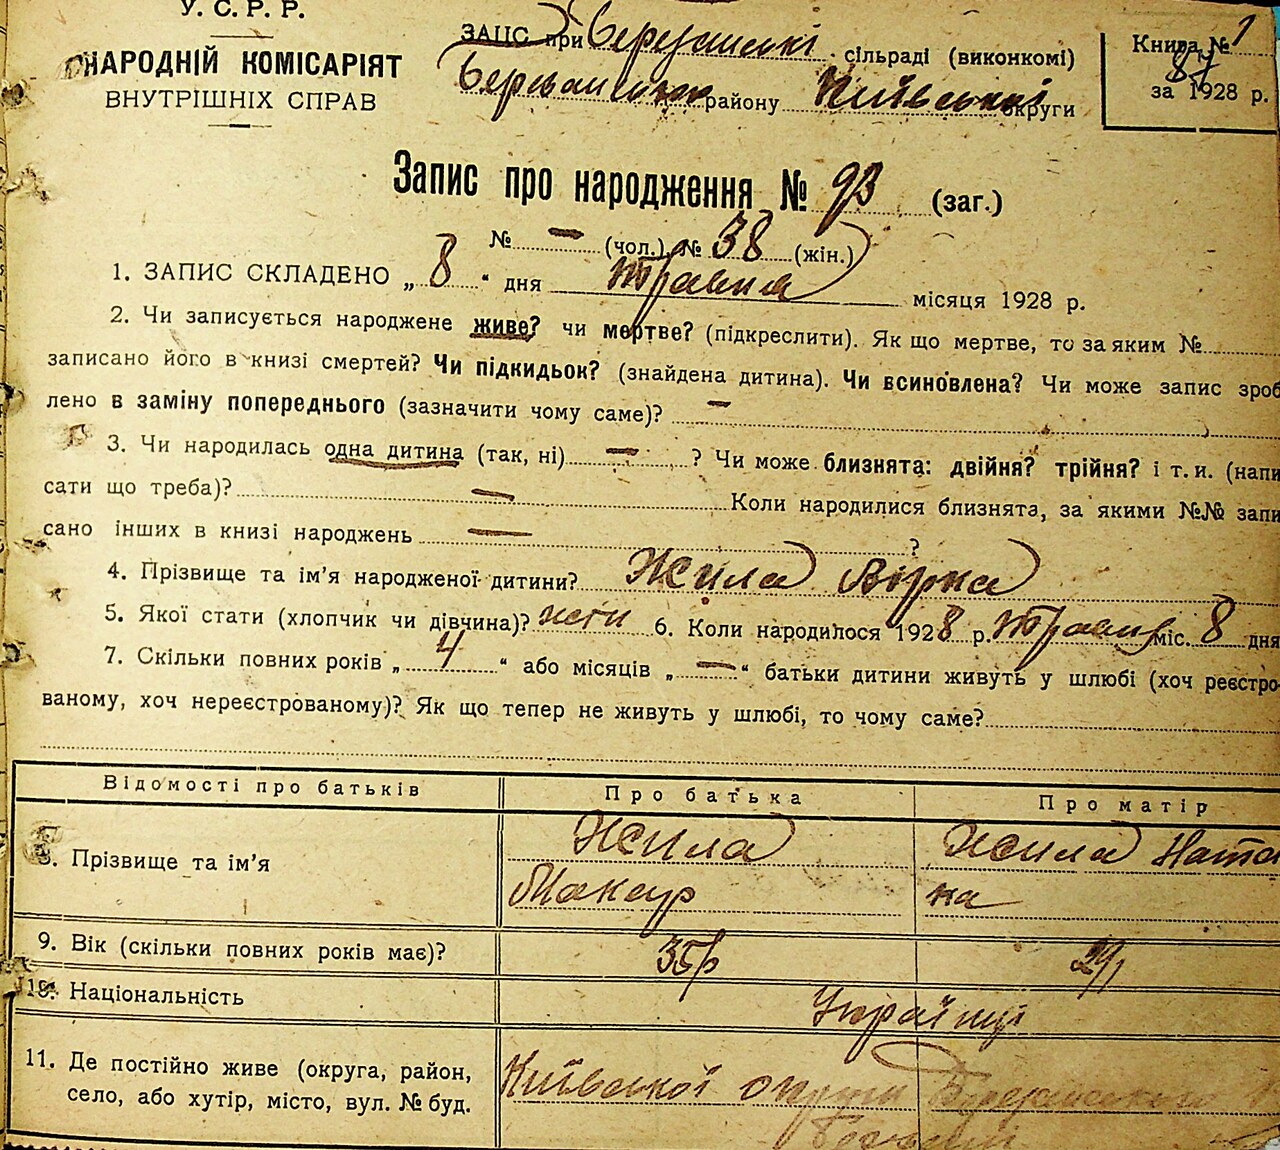 У. С. Р. Р.
НАРОДНІЙ КОМІСАРІЯТ
ВНУТРІШНІХ СПРАВ
ЗАПС при Березанські сільраді (виконкомі)
району Київської округи
Книга № 1
за 1928 р.
Запис про народження № 93 (заг.)
№ — (чол.) № 38 (жін.)
1. ЗАПИС СКЛАДЕНО „ 8 “ дня травня місяця 1928 р.
2. Чи записується народжене живе? чи мертве? (підкреслити). Як що мертве, то за яким №
записано його в книзі смертей? Чи підкидьок? (знайдена дитина). Чи всиновлена? Чи може запис зроб
лено в заміну попереднього (зазначити чому саме)? —
3. Чи народилась одна дитина (так, ні) — ? Чи може близнята: двійня? трійня? і т. и. (напи
сати що треба)? — Коли народилися близнята, за якими №№ запи
сано інших в книзі народжень — ?
4. Прізвище та ім’я народженої дитини? Жила Вірка
5. Якої стати (хлопчик чи дівчина)? 6. Коли народилося 1928 р. травня міс. 8 дня
7. Скільки повних років „ 4 “ або місяців „ — “ батьки дитини живуть у шлюбі (хоч реєстро-
ваному, хоч нереєстрованому)? Як що тепер не живуть у шлюбі, то чому саме?
Відомості про батьків Про батька Про матір
8. Прізвище та ім’я Жила Жила Ната
Макар ка
9. Вік (скільки повних років має)? 35р 29
10. Національність Українці
11. Де постійно живе (округа, район, Київської округи Березанського
село, або хутір, місто, вул. № буд.